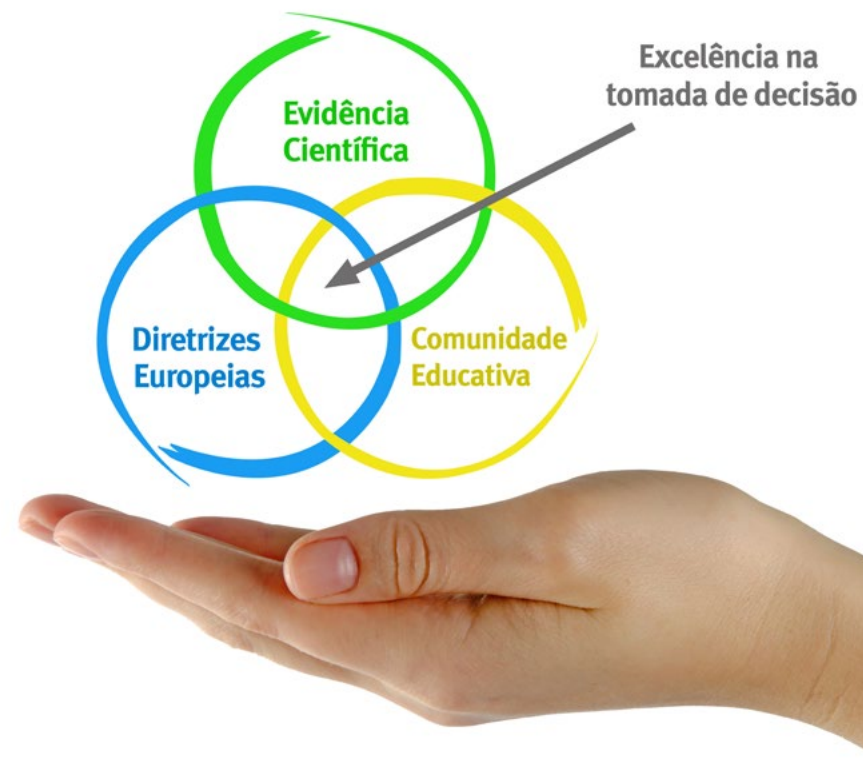 Excelência na
tomada de decisão
Evidência
Científica
Diretrizes
Europeias
Comunidade
Educativa